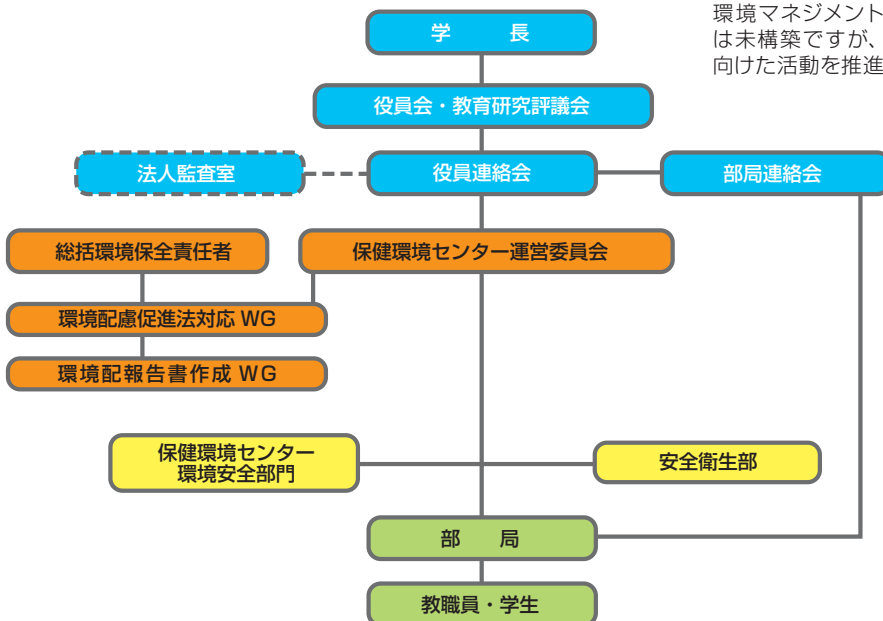 環境マネジメント
は未構築ですが、
向けた活動を推進
学　長
役員会・教育研究評議会
法人監査室
役員連絡会
部局連絡会
総括環境保全責任者
保健環境センター運営委員会
環境配慮促進法対応 WG
環境配報告書作成 WG
保健環境センター
環境安全部門
安全衛生部
部　局
教職員・学生